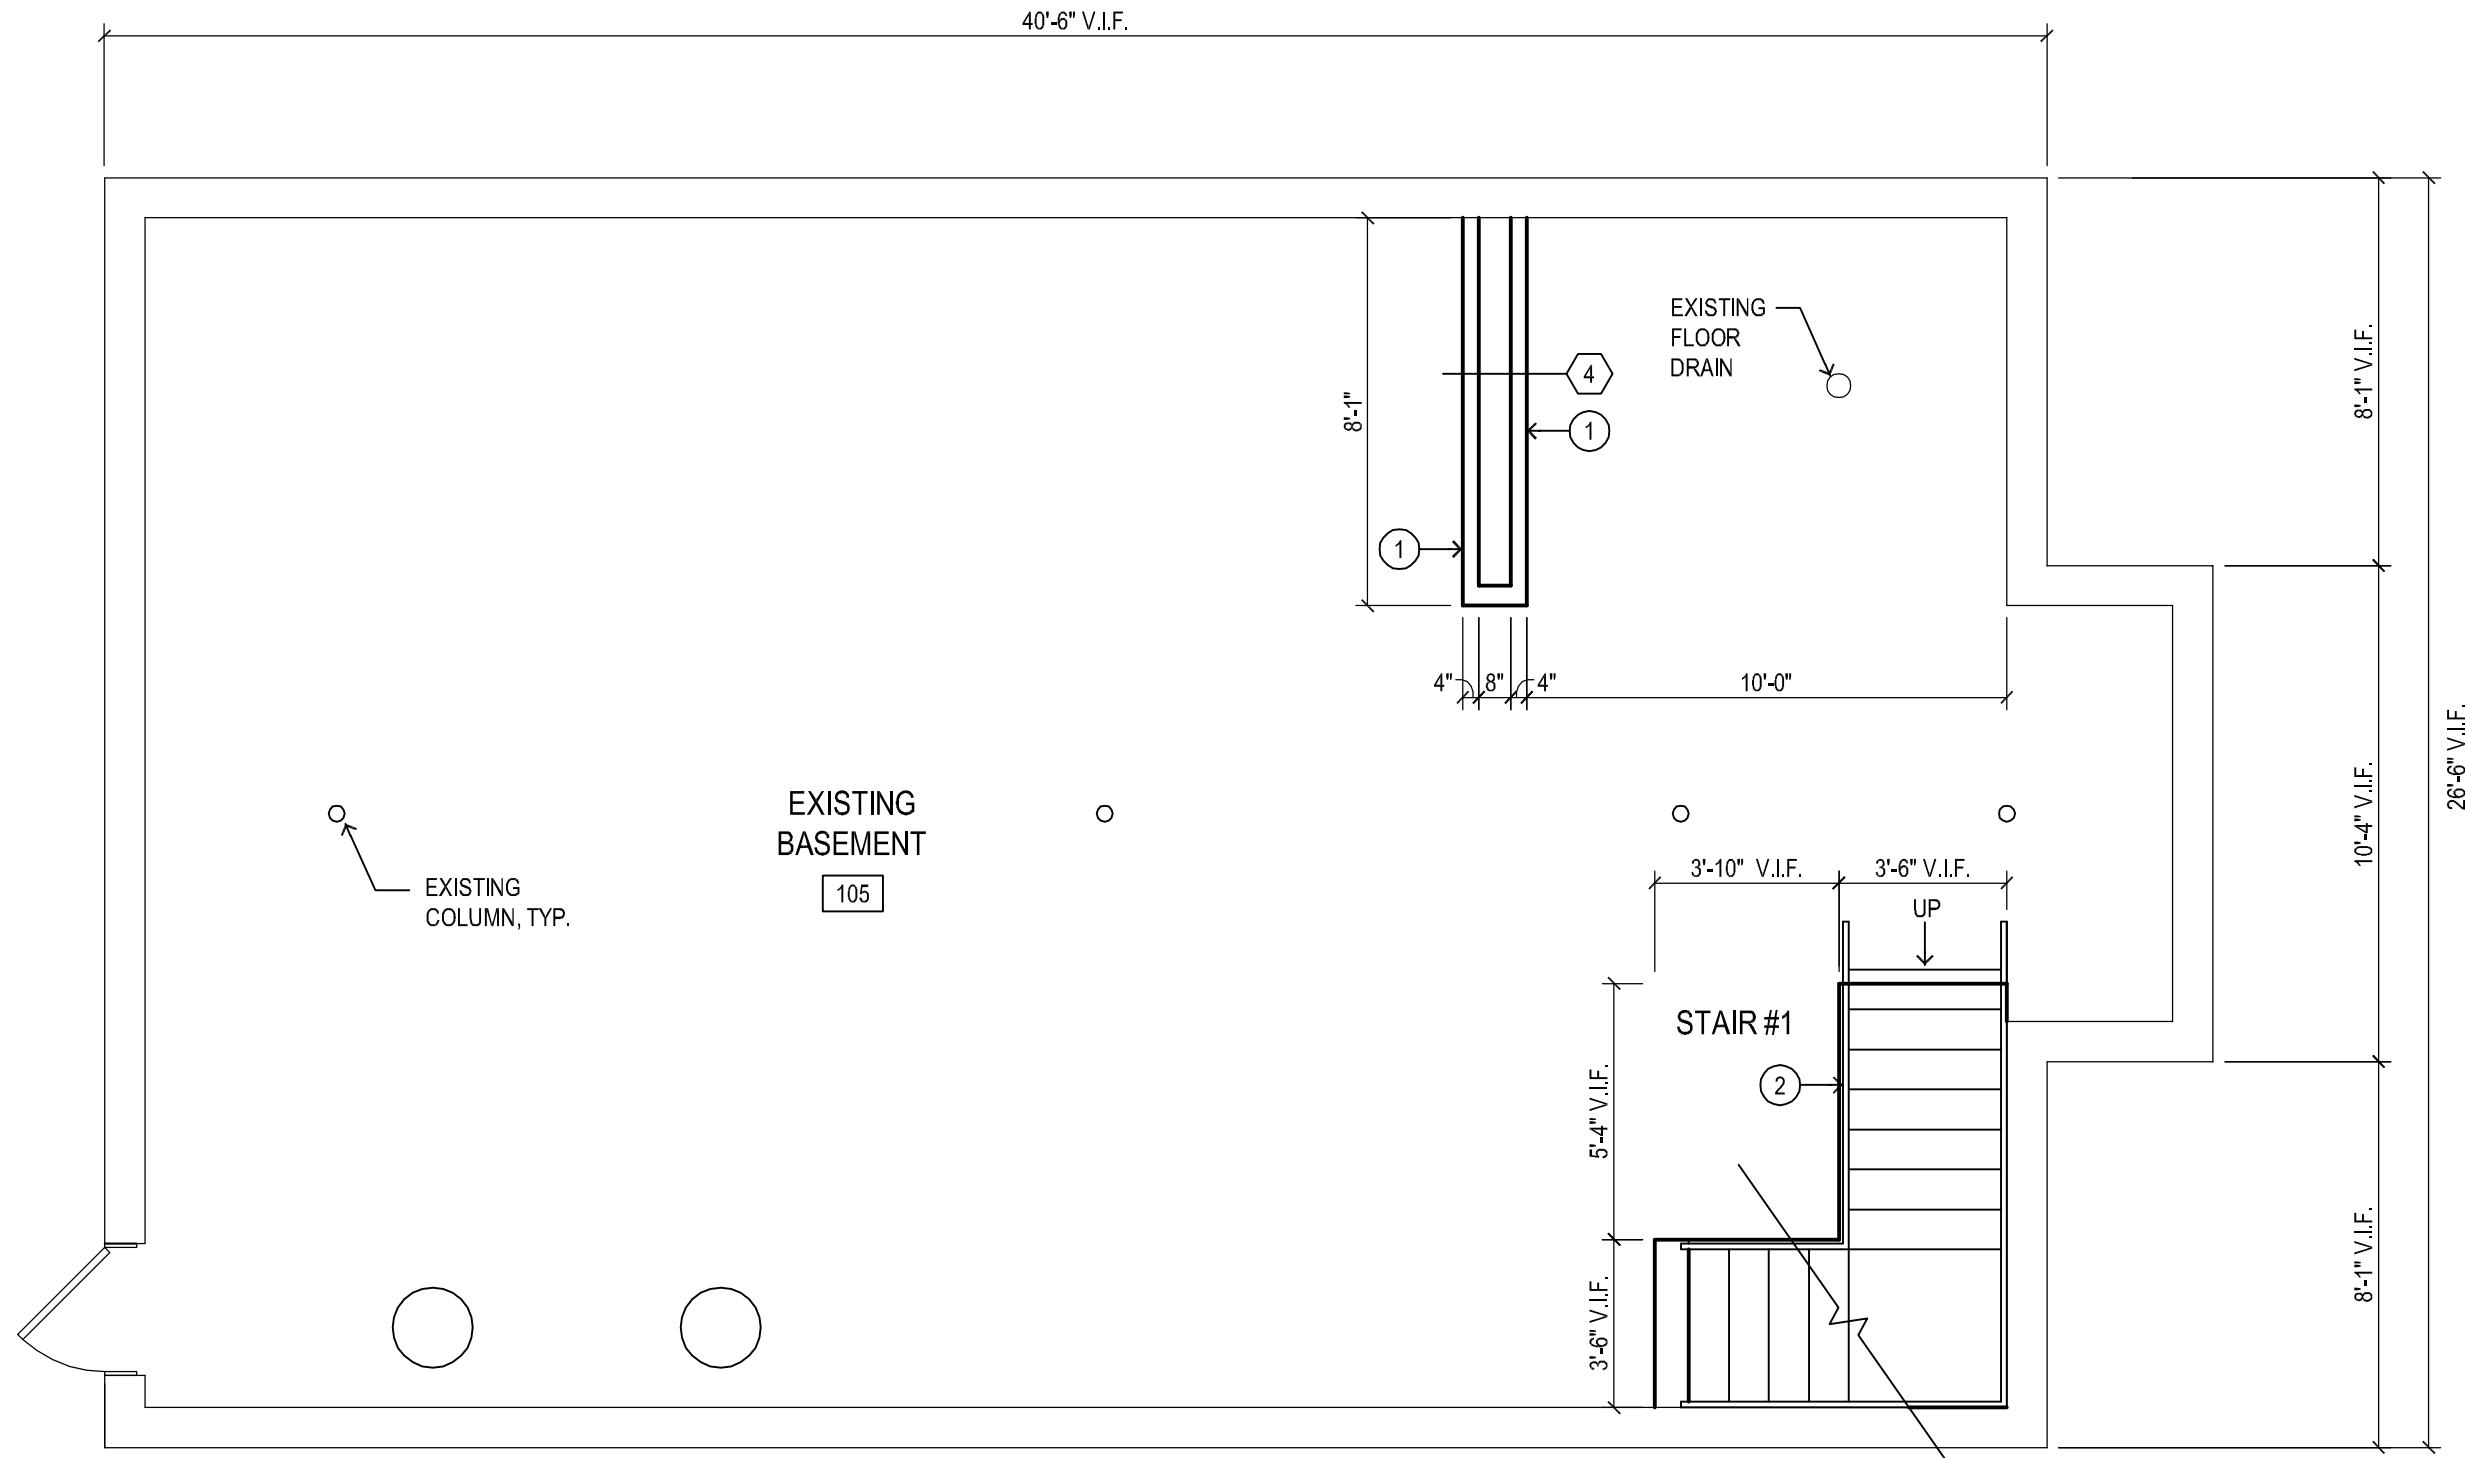 40'-6" V.I.F.
EXISTING
FLOOR
DRAIN
8'-1" V.I.F.
4
8'-1"
1
1
4"
8"
4"
10'-0"
26'-6" V.I.F.
10'-4" V.I.F.
EXISTING
BASEMENT
105
EXISTING
COLUMN, TYP.
3'-10" V.I.F.
3'-6" V.I.F.
UP
STAIR #1
2
5'-4" V.I.F.
8'-1" V.I.F.
3'-6" V.I.F.